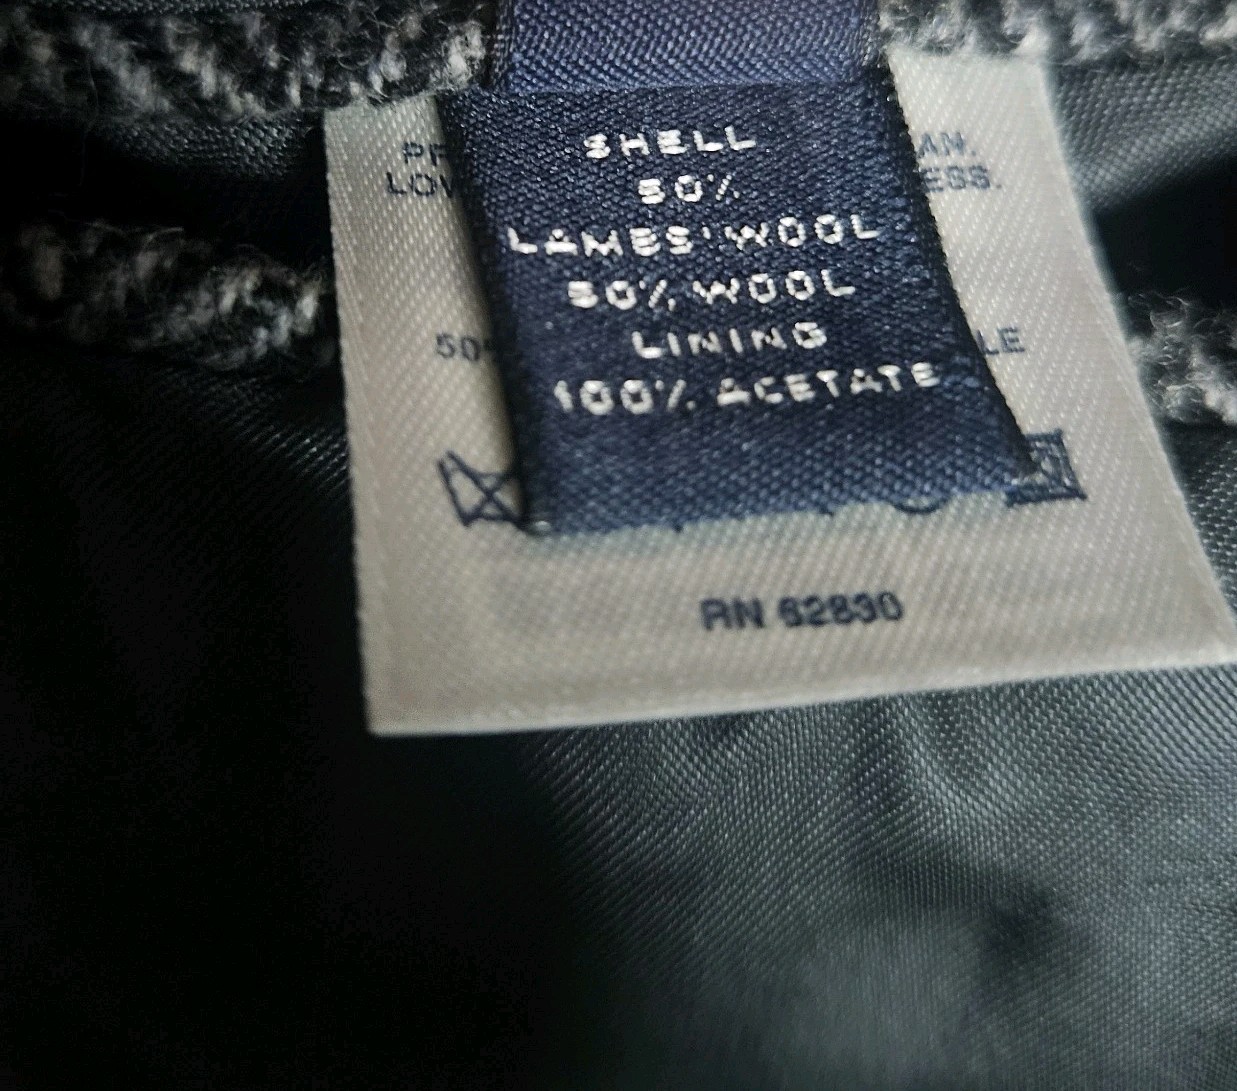 SHELL
50%
LAMBS' WOOL
50% WOOL
LINING
100% ACETATE
RN 62830